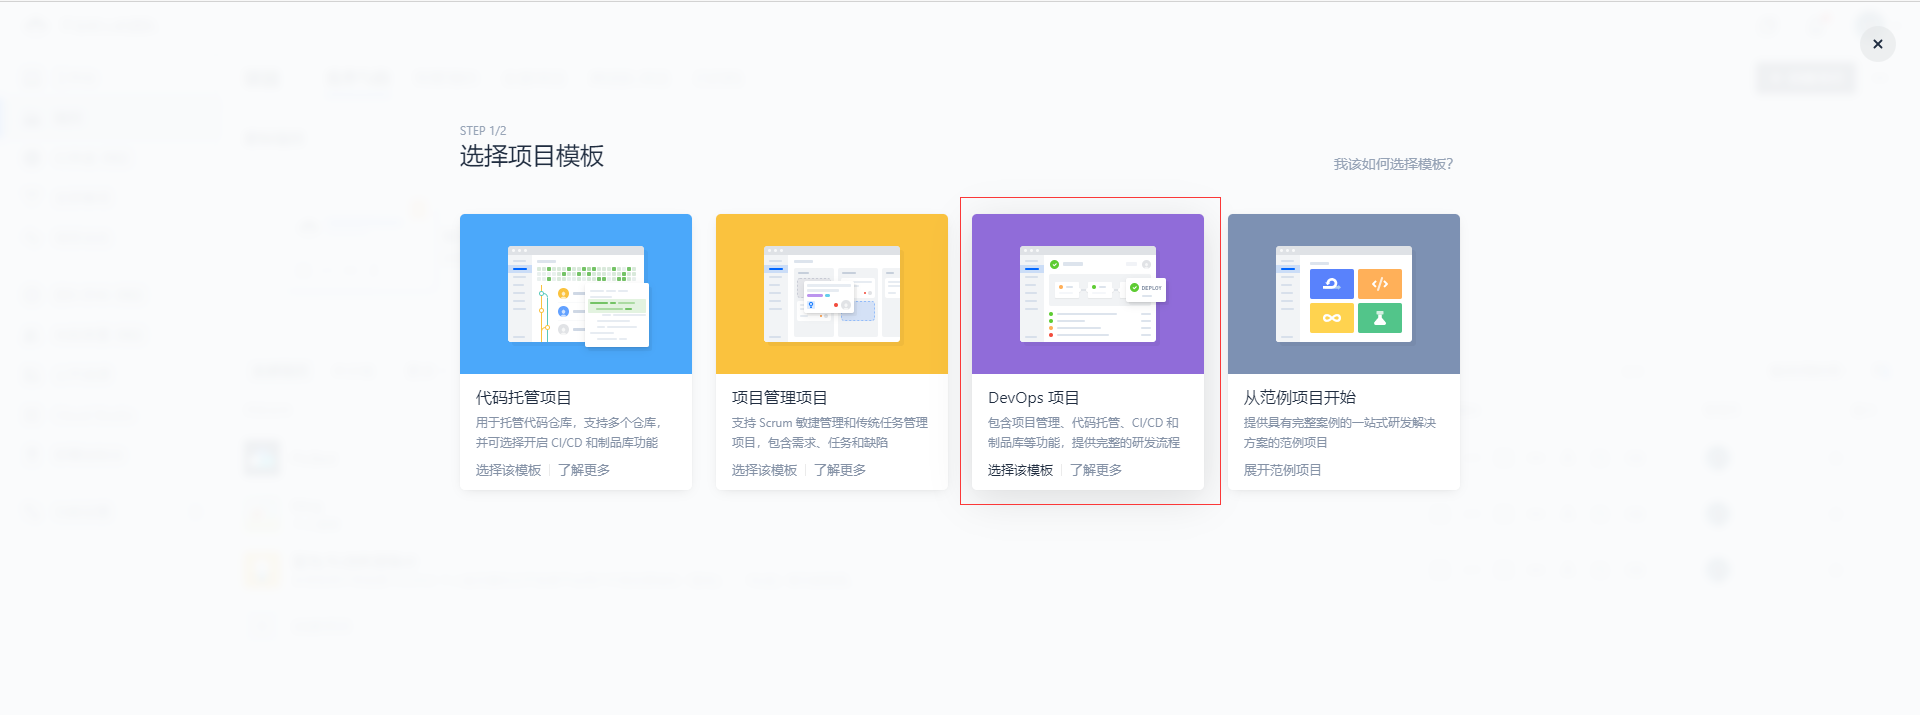 STEP 1/2
选择项目模板
我该如何选择模板?
DEPLOY
代码托管项目
用于托管代码仓库，支持多个仓库，
并可选择开启 CI/CD 和制品库功能
选择该模板 | 了解更多
项目管理项目
支持 Scrum 敏捷管理和传统任务管理
项目，包含需求、任务和缺陷
选择该模板 | 了解更多
DevOps 项目
包含项目管理、代码托管、CI/CD 和
制品库等功能，提供完整的研发流程
选择该模板 | 了解更多
从范例项目开始
提供具有完整案例的一站式研发解决
方案的范例项目
展开范例项目